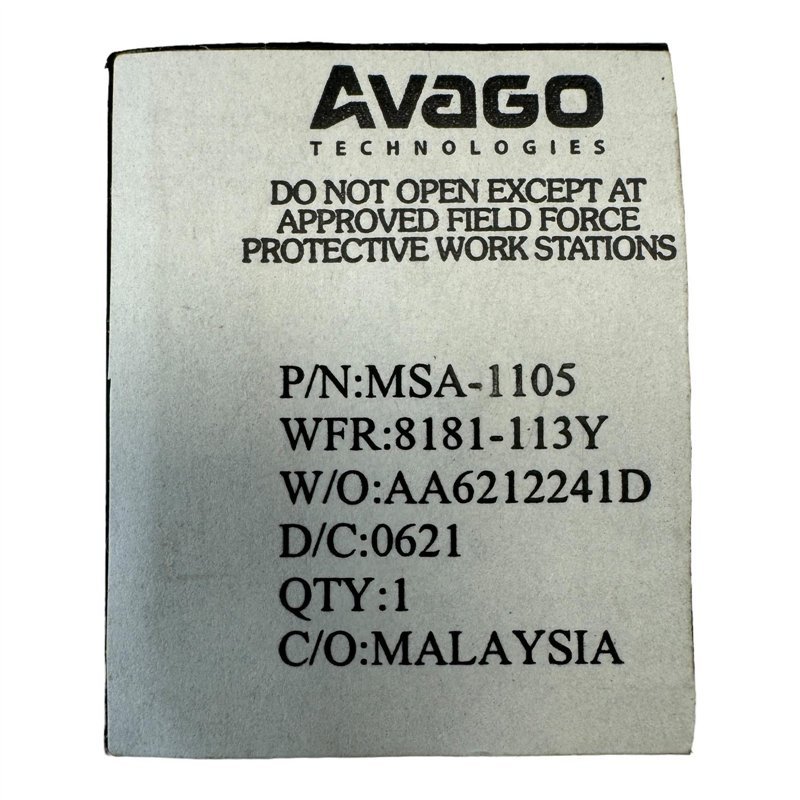 AVAGO
TECHNOLOGIES
DO NOT OPEN EXCEPT AT
APPROVED FIELD FORCE
PROTECTIVE WORK STATIONS
P/N:MSA-1105
WFR:8181-113Y
W/O:AA6212241D
D/C:0621
QTY:1
C/O:MALAYSIA